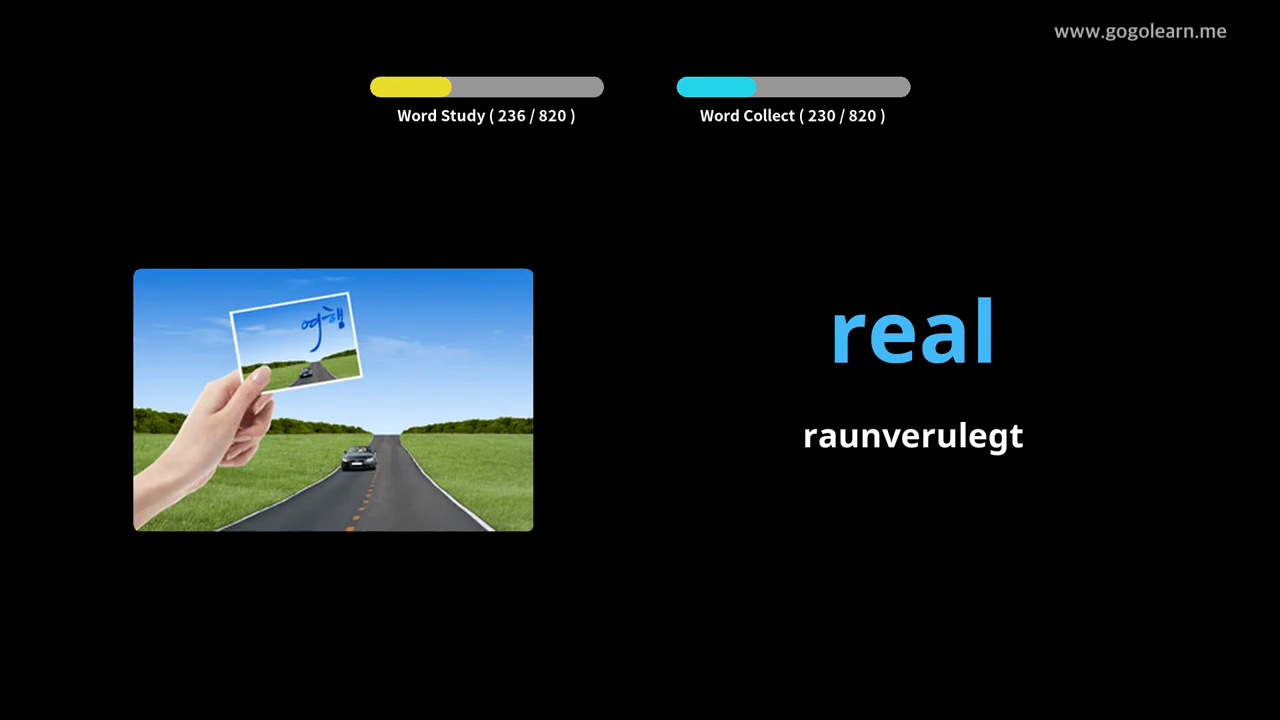 www.gogolearn.me
Word Study ( 236 / 820 )
Word Collect ( 230 / 820 )
여행
real
raunverulegt